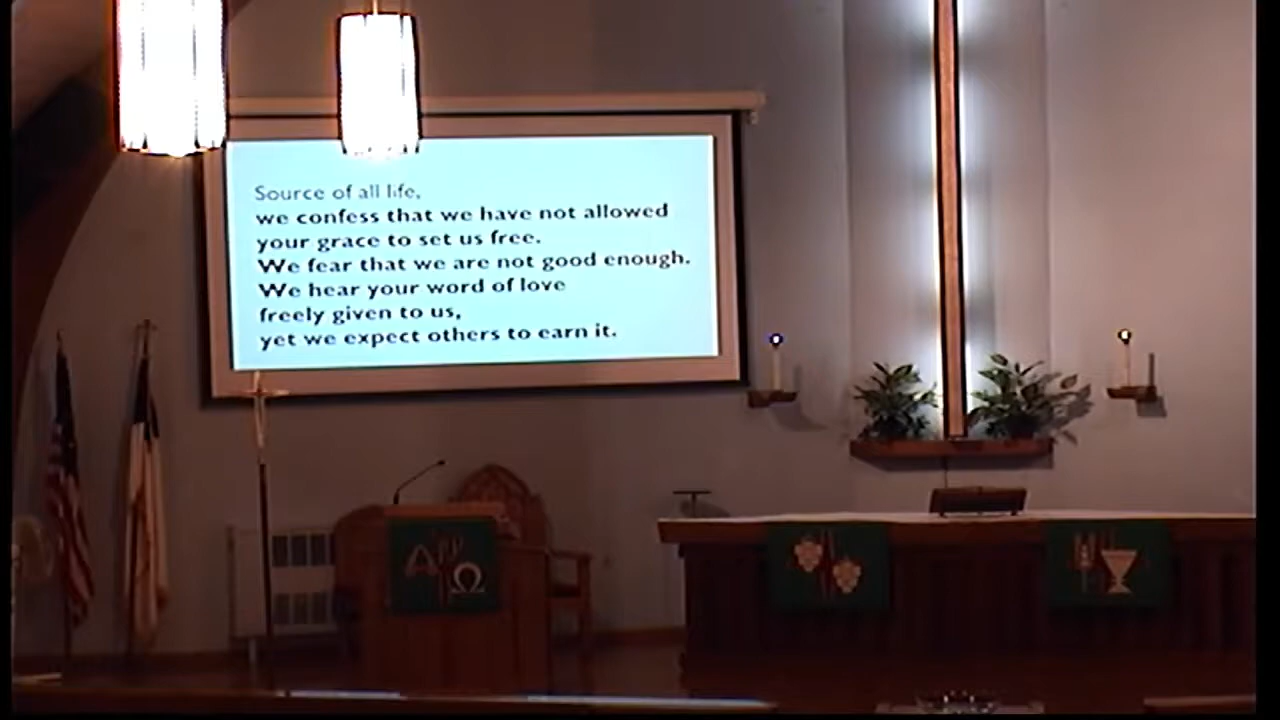 Source of all life,
we confess that we have not allowed
your grace to set us free.
We fear that we are not good enough.
We hear your word of love
freely given to us,
yet we expect others to earn it.
Α
Ω